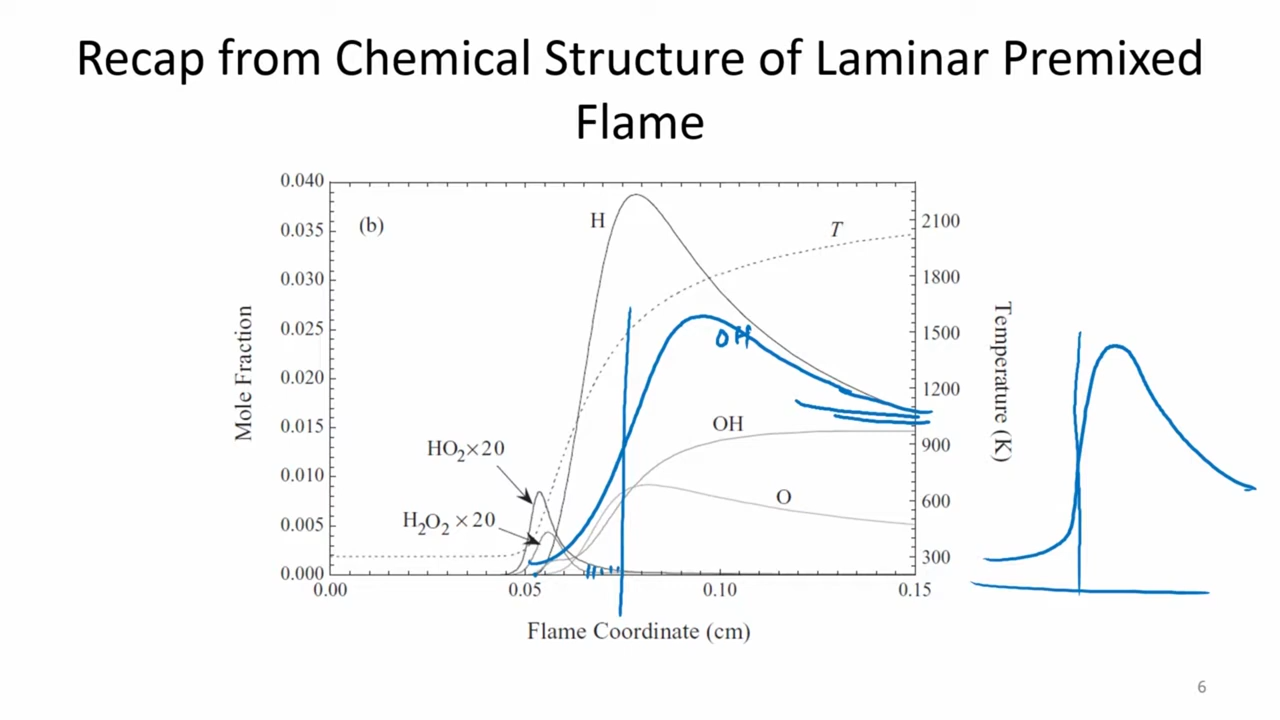 Recap from Chemical Structure of Laminar Premixed
Flame
0.040
0.035
0.030
0.025
0.020
0.015
0.010
0.005
0.000
Mole Fraction
(b)
H
T
OH
OH
O
HO₂×20
H₂O₂×20
2100
1800
1500
1200
900
600
300
Temperature (K)
0.00 0.05 0.10 0.15
Flame Coordinate (cm)
6